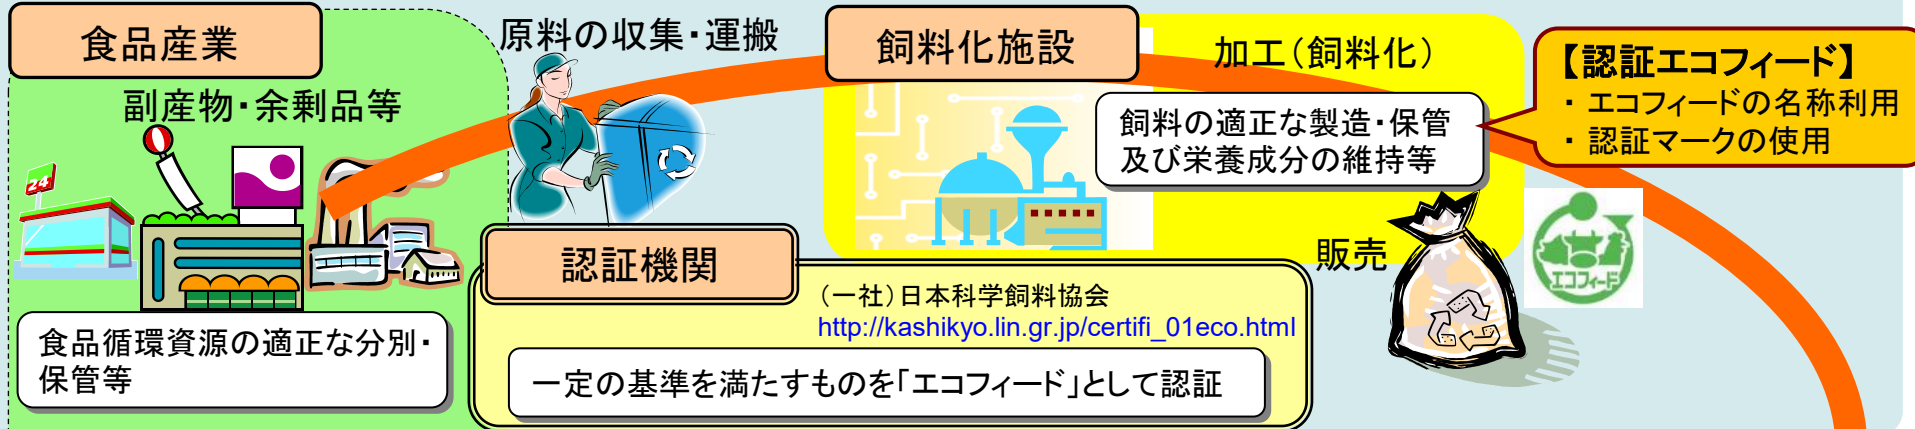 食品産業
副産物・余剰品等
24
食品循環資源の適正な分別・
保管等
原料の収集・運搬
認証機関
（一社）日本科学飼料協会
http://kashikyo.lin.gr.jp/certifi_01eco.html
一定の基準を満たすものを「エコフィード」として認証
飼料化施設
加工（飼料化）
飼料の適正な製造・保管
及び栄養成分の維持等
【認証エコフィード】
・ エコフィードの名称利用
・ 認証マークの使用
販売
エコフィード